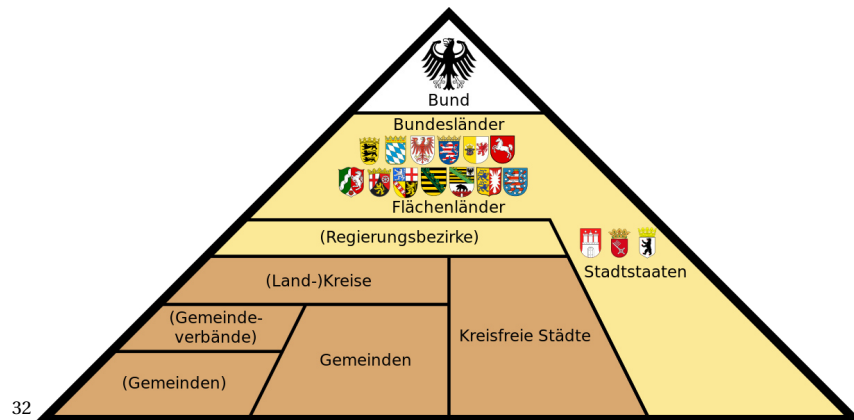 Bund
Bundesländer
Flächenländer
(Regierungsbezirke)
Stadtstaaten
(Land-)Kreise
(Gemeinde-
verbände)
Kreisfreie Städte
Gemeinden
(Gemeinden)
32